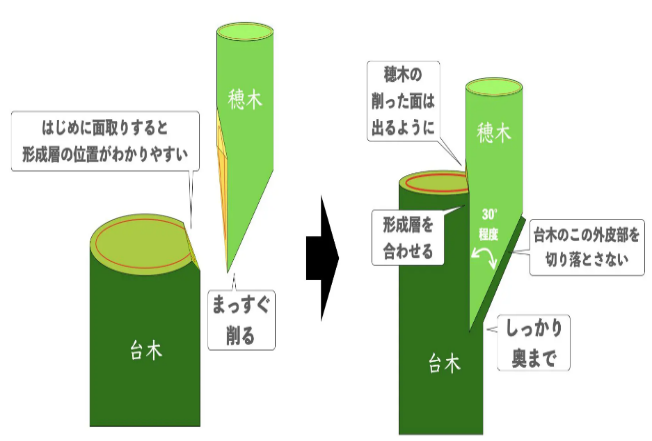 はじめに面取りすると
形成層の位置がわかりやすい
穂木
台木
まっすぐ
削る
穂木の
削った面は
出るように
穂木
形成層を
合わせる
30°
程度
台木のこの外皮部を
切り落とさない
しっかり
奥まで
台木